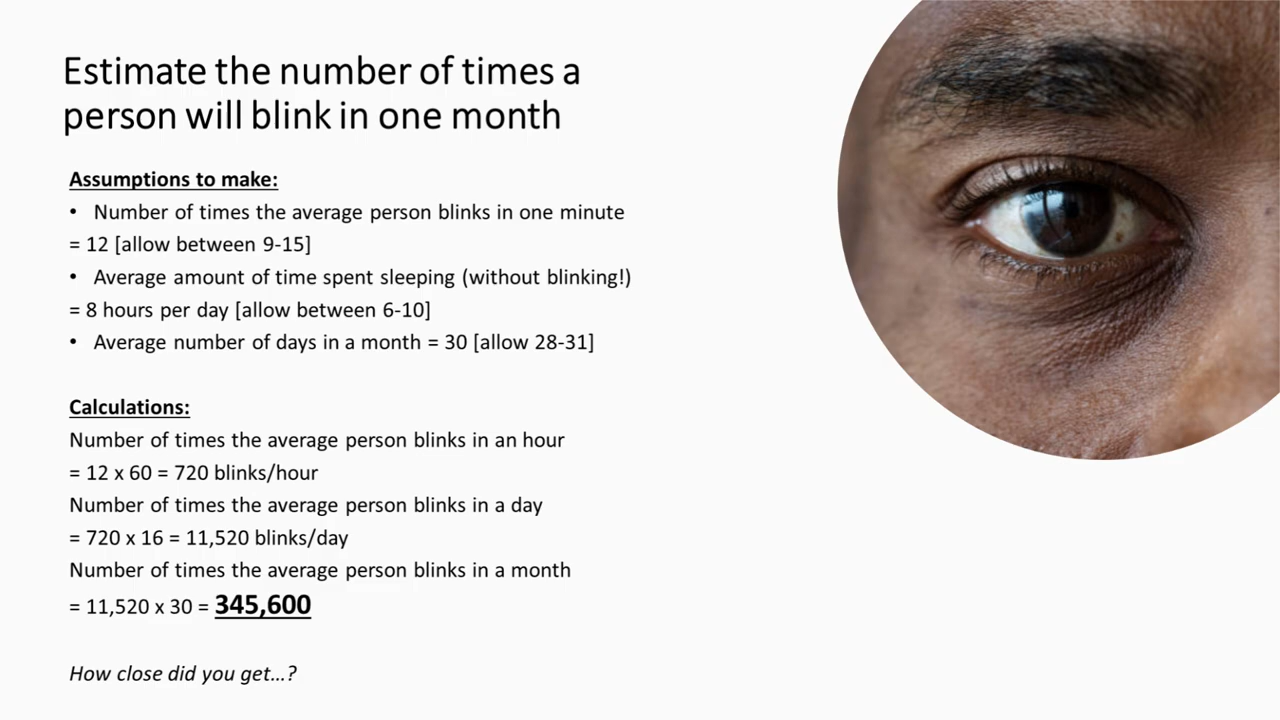 Estimate the number of times a
person will blink in one month
Assumptions to make:
• Number of times the average person blinks in one minute
= 12 [allow between 9-15]
• Average amount of time spent sleeping (without blinking!)
= 8 hours per day [allow between 6-10]
• Average number of days in a month = 30 [allow 28-31]
Calculations:
Number of times the average person blinks in an hour
= 12 x 60 = 720 blinks/hour
Number of times the average person blinks in a day
= 720 x 16 = 11,520 blinks/day
Number of times the average person blinks in a month
= 11,520 x 30 = 345,600
How close did you get...?